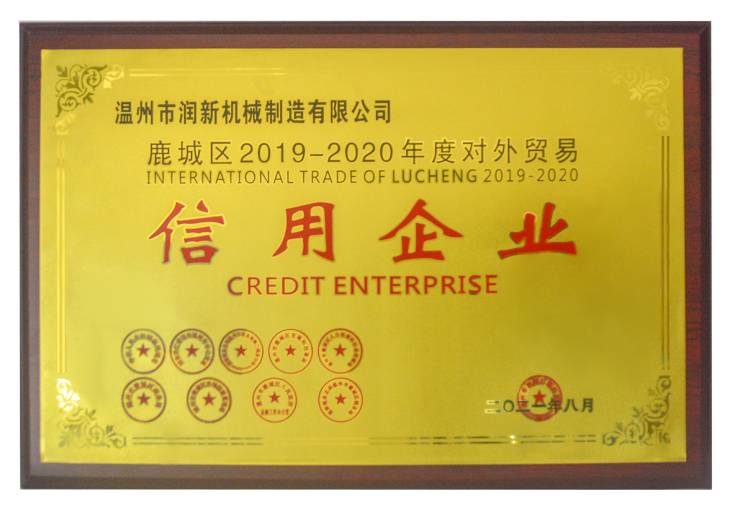 温州市润新机械制造有限公司
鹿城区2019-2020年度对外贸易
INTERNATIONAL TRADE OF LUCHENG 2019-2020
信用企业
CREDIT ENTERPRISE
二〇二一年八月